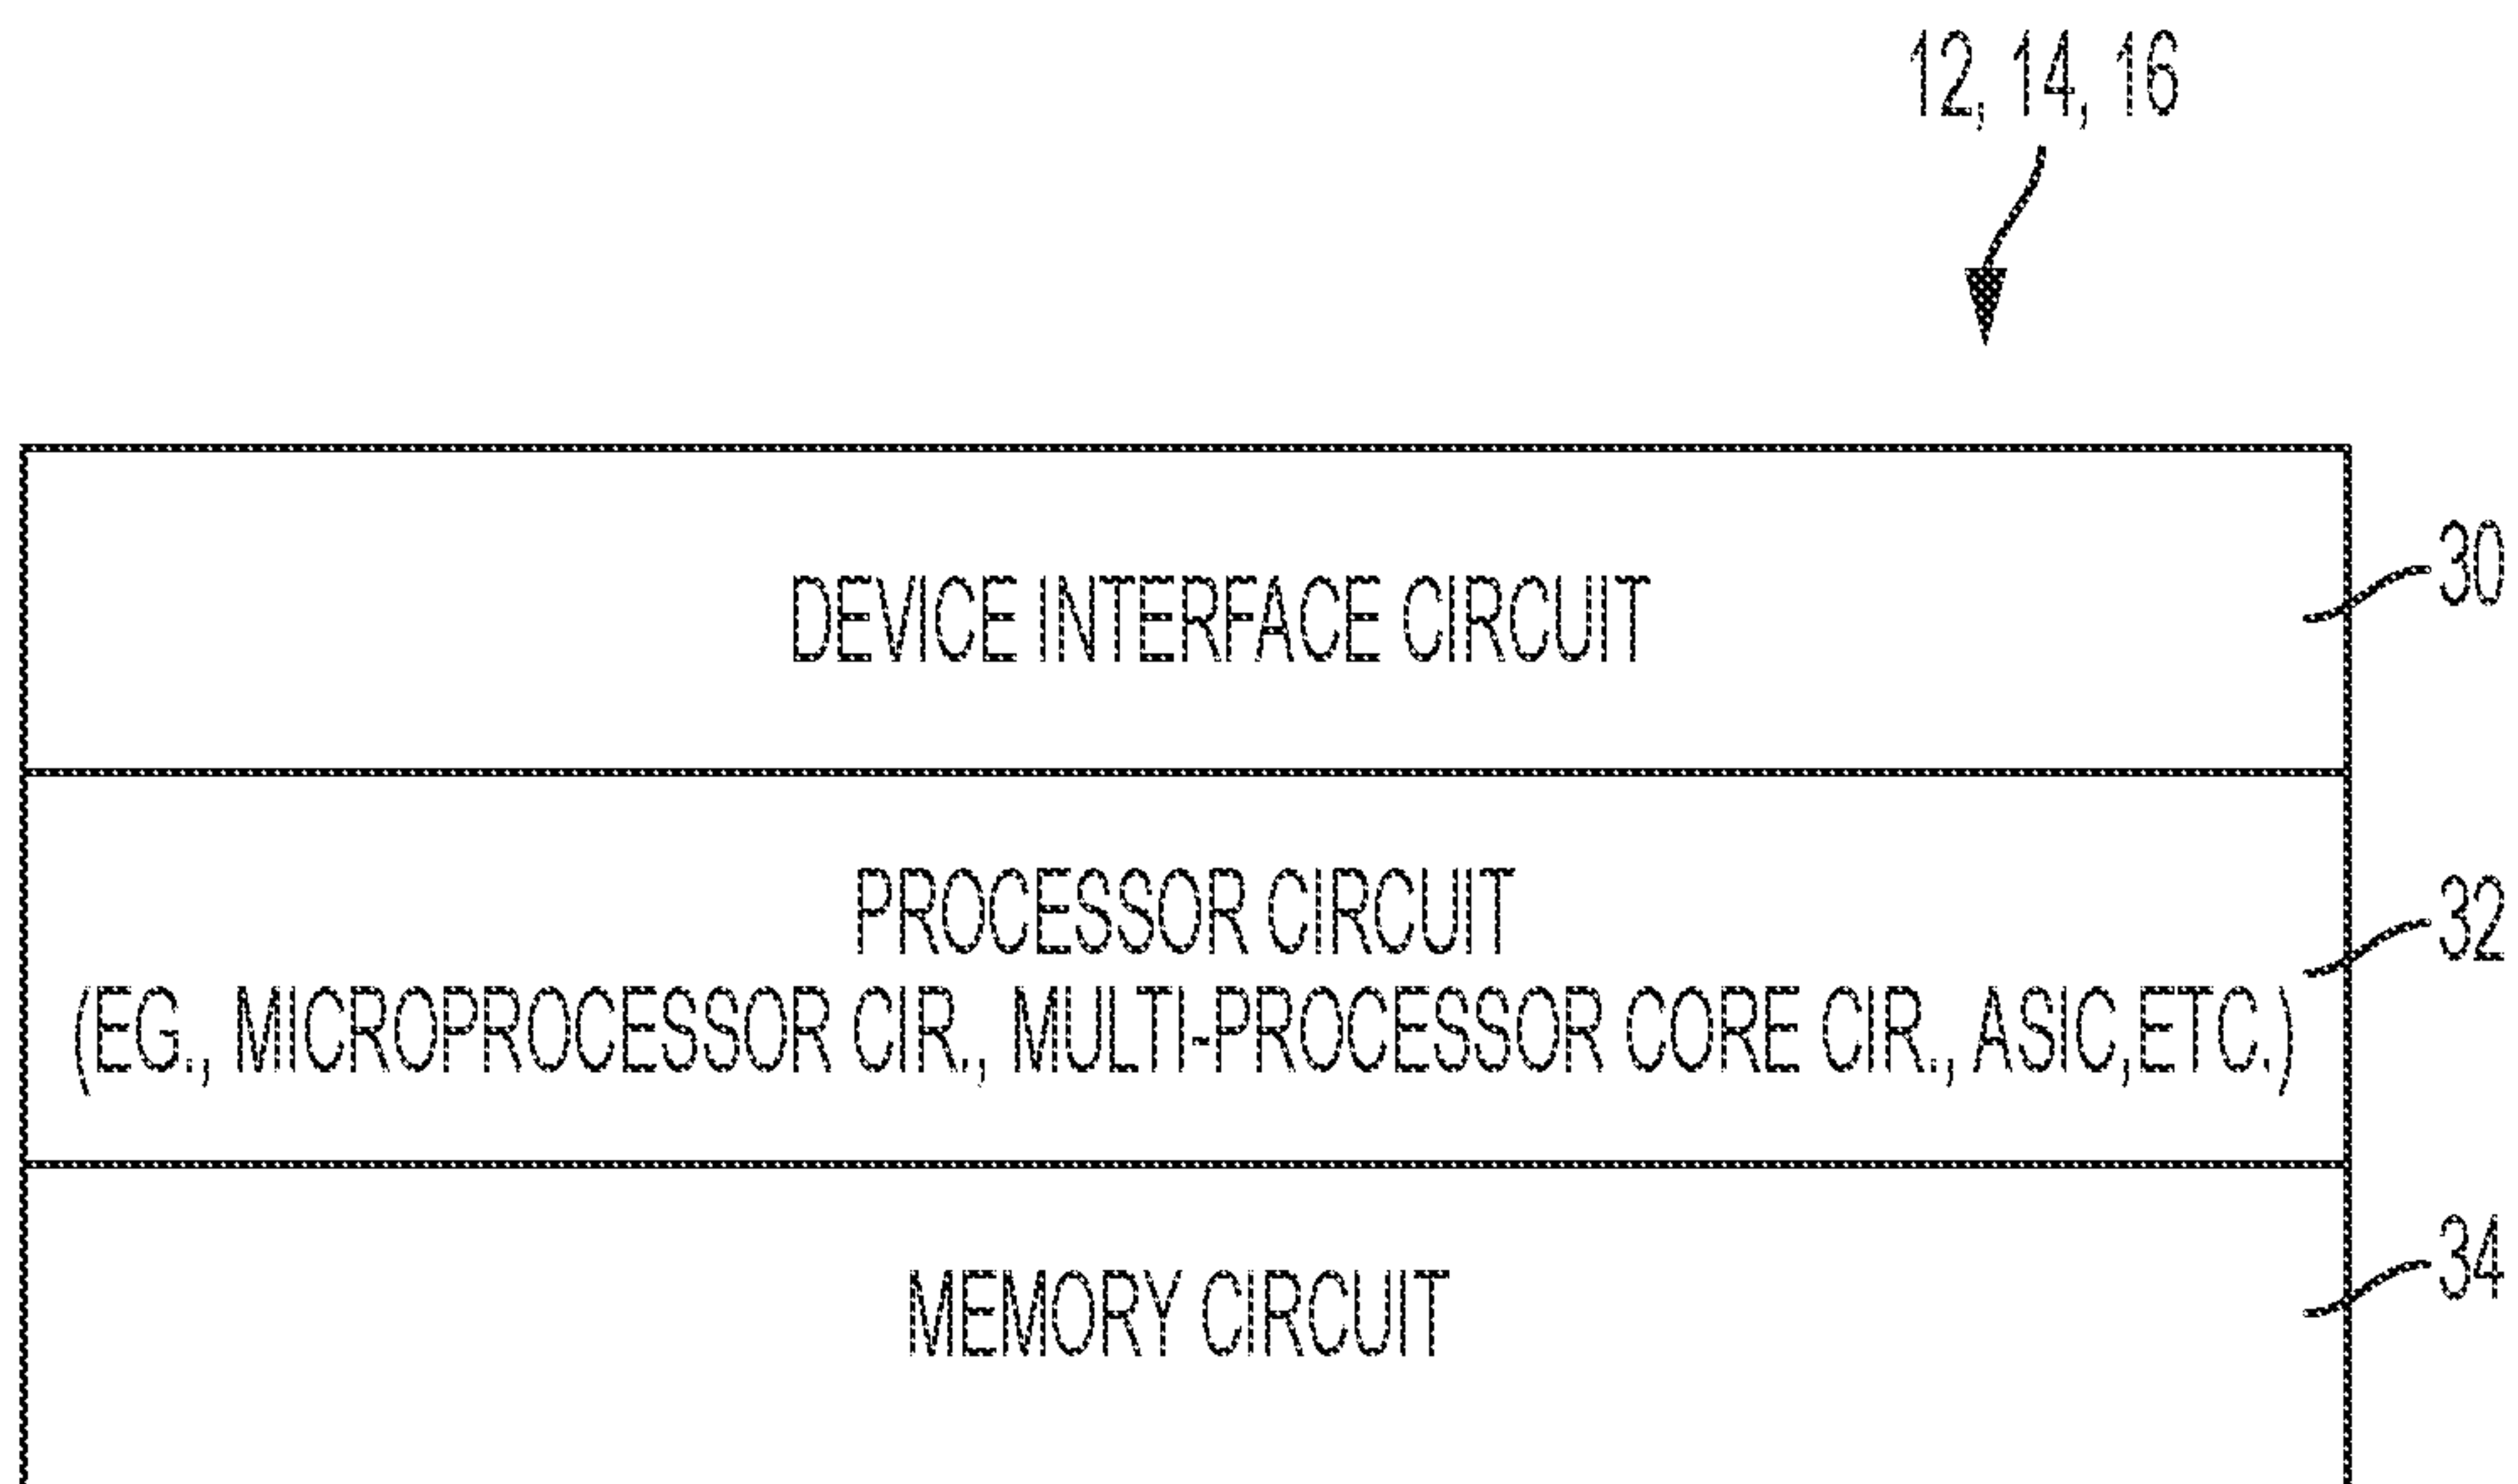 12, 14, 16
DEVICE INTERFACE CIRCUIT
30
PROCESSOR CIRCUIT
32
(EG., MICROPROCESSOR CIR., MULTI-PROCESSOR CORE CIR., ASIC,ETC.)
MEMORY CIRCUIT
34